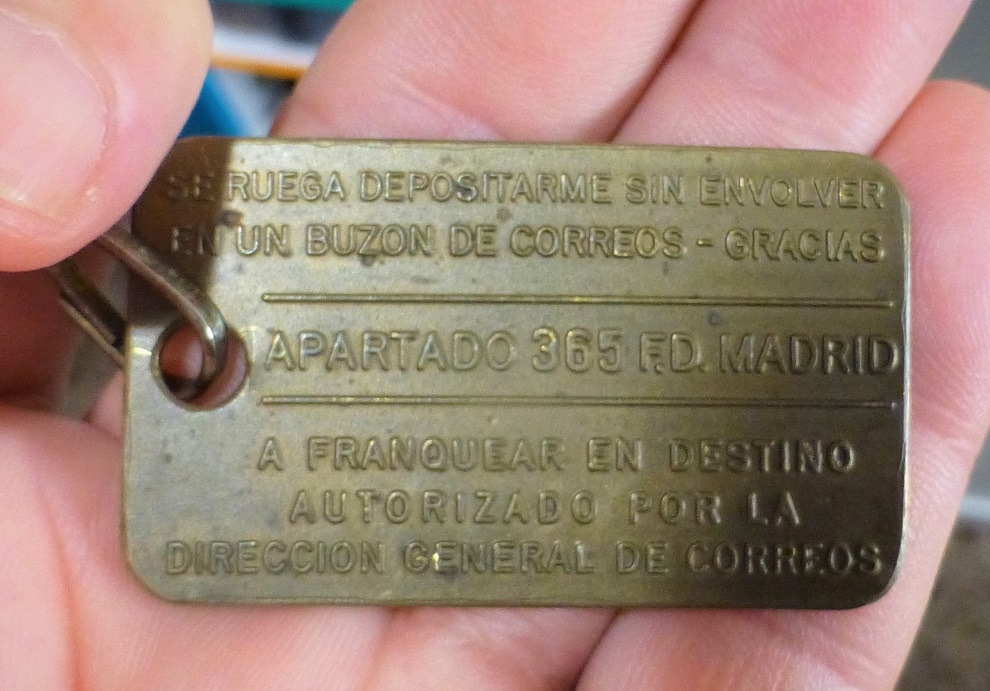 SE RUEGA DEPOSITARME SIN ENVOLVER
EN UN BUZON DE CORREOS - GRACIAS
APARTADO 365 F.D. MADRID
A FRANQUEAR EN DESTINO
AUTORIZADO POR LA
DIRECCION GENERAL DE CORREOS